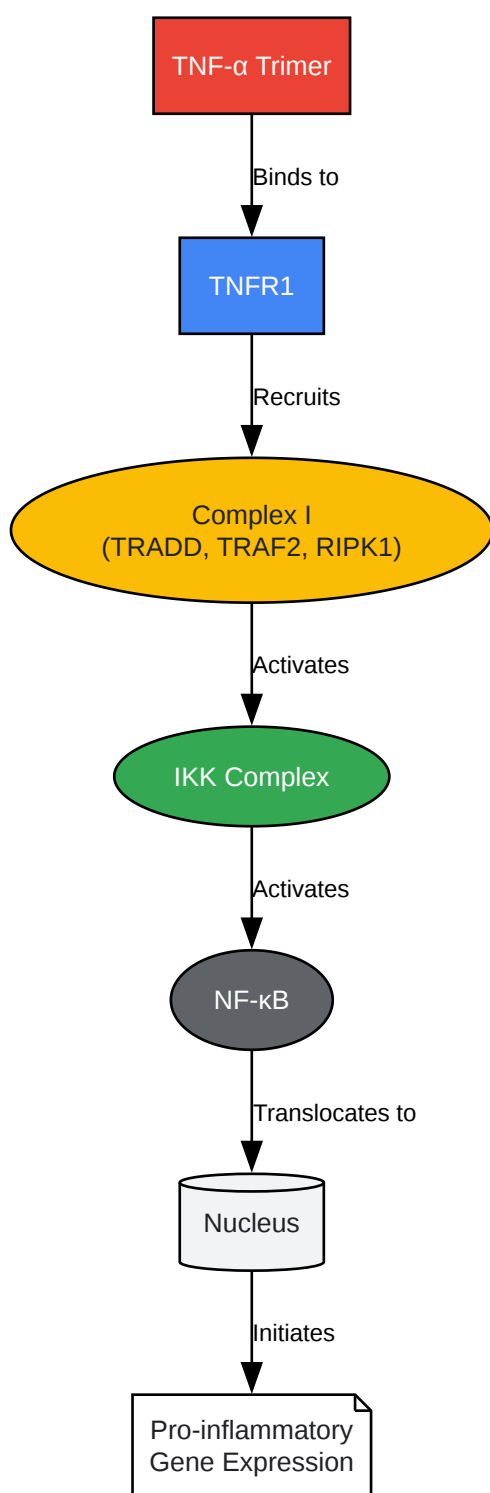 TNF-α Trimer
Binds to
TNFR1
Recruits
Complex I
(TRADD, TRAF2, RIPK1)
Activates
IKK Complex
Activates
NF-κB
Translocates to
Nucleus
Initiates
Pro-inflammatory
Gene Expression